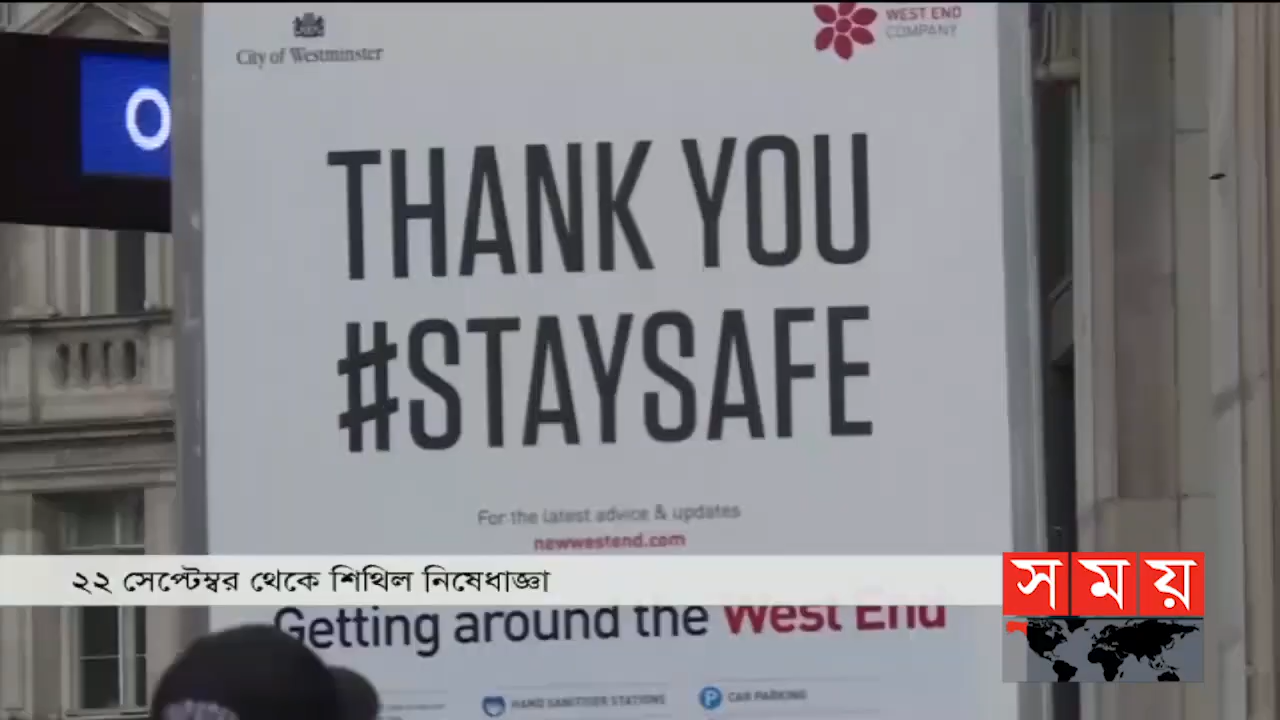 City of Westminster
WEST END
COMPANY
O
THANK YOU
#STAYSAFE
For the latest advice & updates
newwestend.com
২২ সেপ্টেম্বর থেকে শিথিল নিষেধাজ্ঞা
সময়
Getting around the West End
HAND SANITISER STATIONS
P CAR PARKING